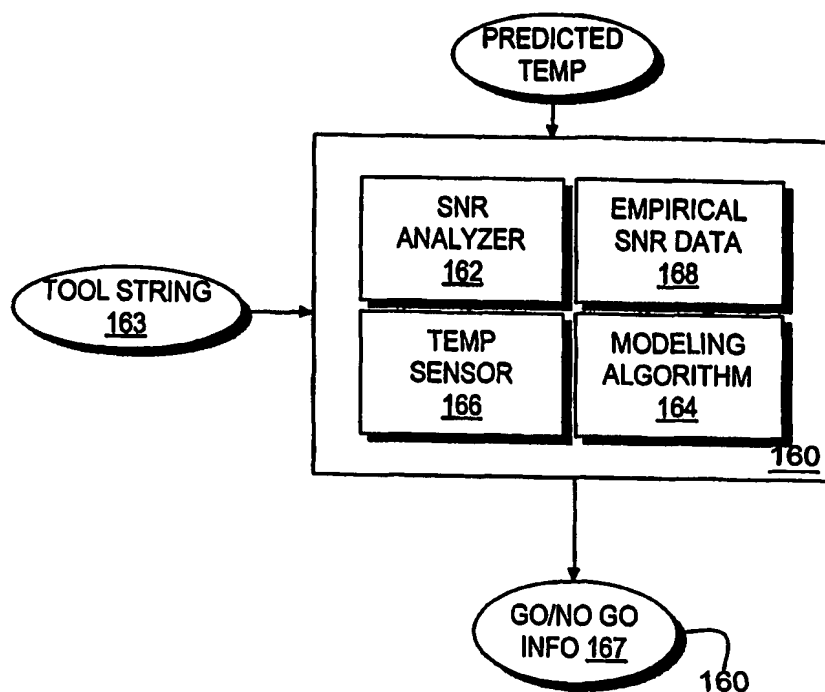 PREDICTED
TEMP
SNR
ANALYZER
162
EMPIRICAL
SNR DATA
168
TOOL STRING
163
TEMP
SENSOR
166
MODELING
ALGORITHM
164
160
GO/NO GO
INFO 167
160